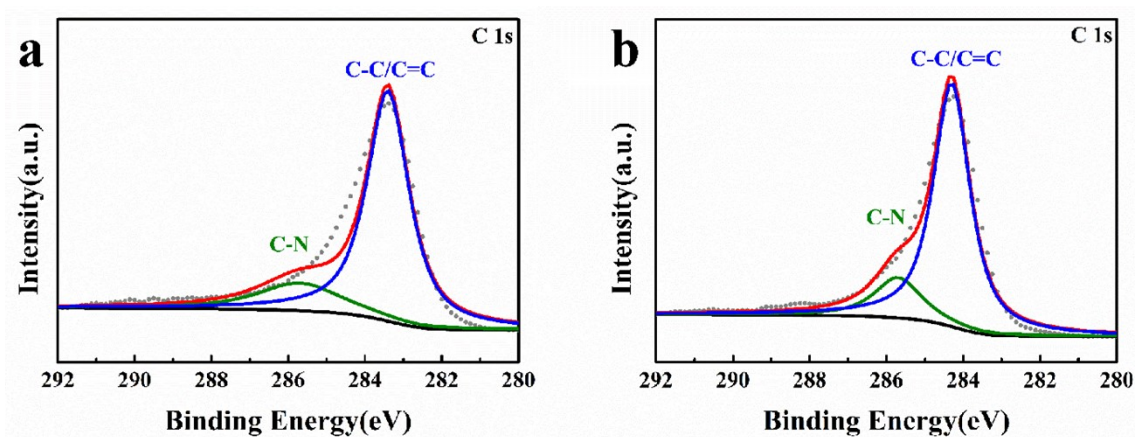 a
C 1s
C-C/C=C
C-N
Intensity(a.u.)
292 290 288 286 284 282 280
Binding Energy(eV)
b
C 1s
C-C/C=C
C-N
Intensity(a.u.)
292 290 288 286 284 282 280
Binding Energy(eV)